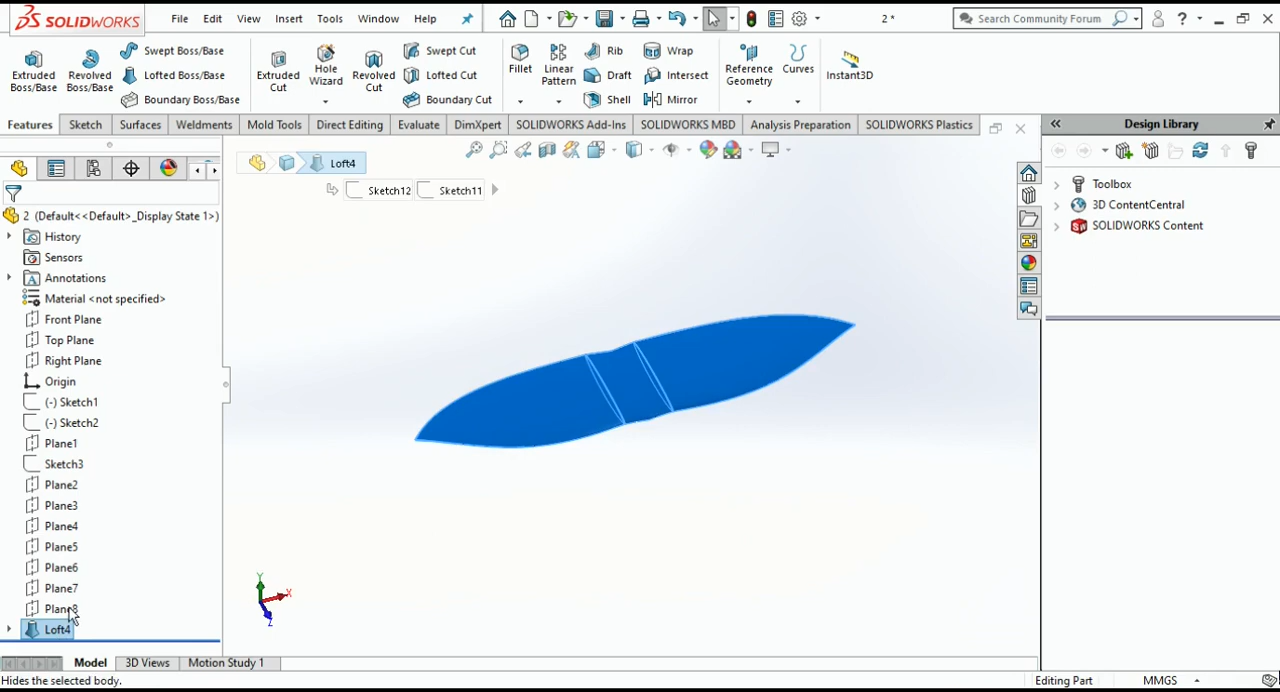 SOLIDWORKS File Edit View Insert Tools Window Help 2 * Search Community Forum ?
Extruded Boss/Base Revolved Boss/Base Swept Boss/Base Lofted Boss/Base Boundary Boss/Base Extruded Cut Hole Wizard Revolved Cut Swept Cut Lofted Cut Boundary Cut Fillet Linear Pattern Rib Draft Shell Wrap Intersect Mirror Reference Geometry Curves Instant3D
Features Sketch Surfaces Weldments Mold Tools Direct Editing Evaluate DimXpert SOLIDWORKS Add-Ins SOLIDWORKS MBD Analysis Preparation SOLIDWORKS Plastics
Design Library
Loft4
Sketch12 Sketch11
Toolbox
3D ContentCentral
SOLIDWORKS Content
2 (Default<<Default>_Display State 1>)
History
Sensors
Annotations
Material <not specified>
Front Plane
Top Plane
Right Plane
Origin
(-) Sketch1
(-) Sketch2
Plane1
Sketch3
Plane2
Plane3
Plane4
Plane5
Plane6
Plane7
Plane8
Loft4
Y X Z
Model 3D Views Motion Study 1
Hides the selected body. Editing Part MMGS